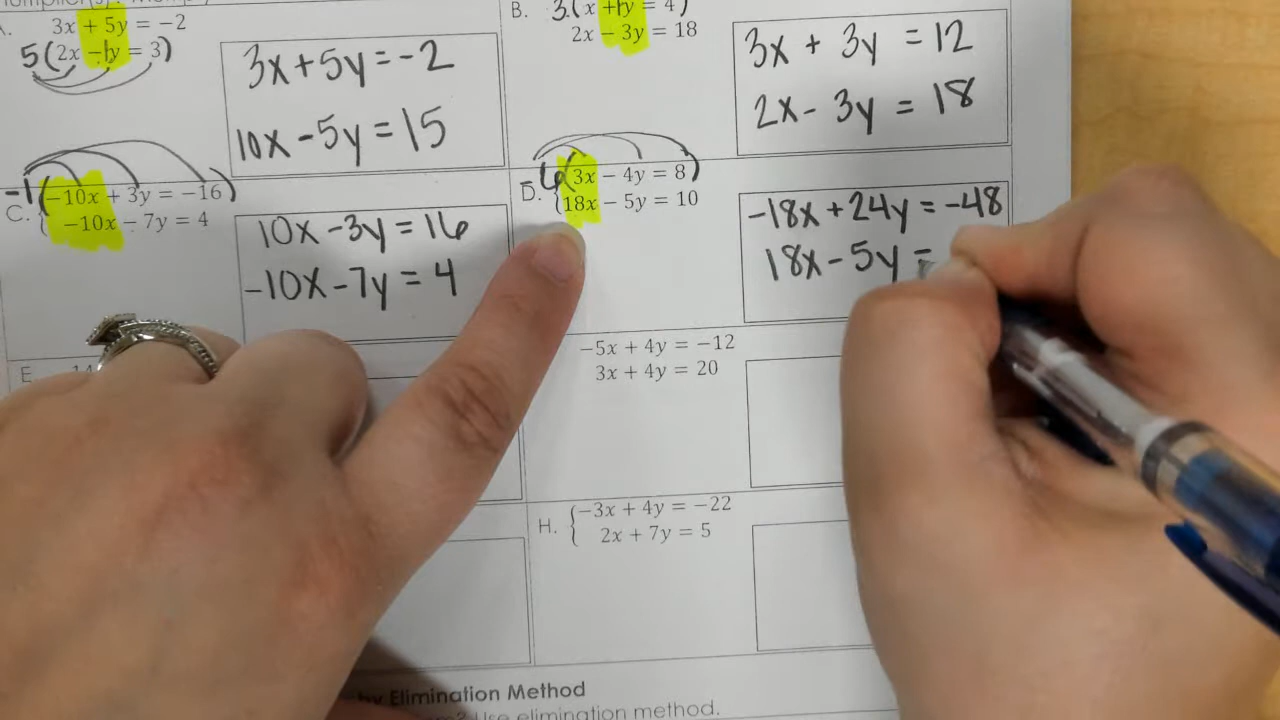 A.
3x + 5y = −2
5(2x − 1y = 3)
3x + 5y = −2
10x − 5y = 15
B. 3(x + 1y = 4)
2x − 3y = 18
3x + 3y = 12
2x − 3y = 18
−1(−10x + 3y = −16)
C. { −10x − 7y = 4
10x − 3y = 16
−10x − 7y = 4
−6(3x − 4y = 8)
D. { 18x − 5y = 10
−18x + 24y = −48
18x − 5y =
E.
−5x + 4y = −12
3x + 4y = 20
H. { −3x + 4y = −22
2x + 7y = 5
by Elimination Method
Use elimination method.